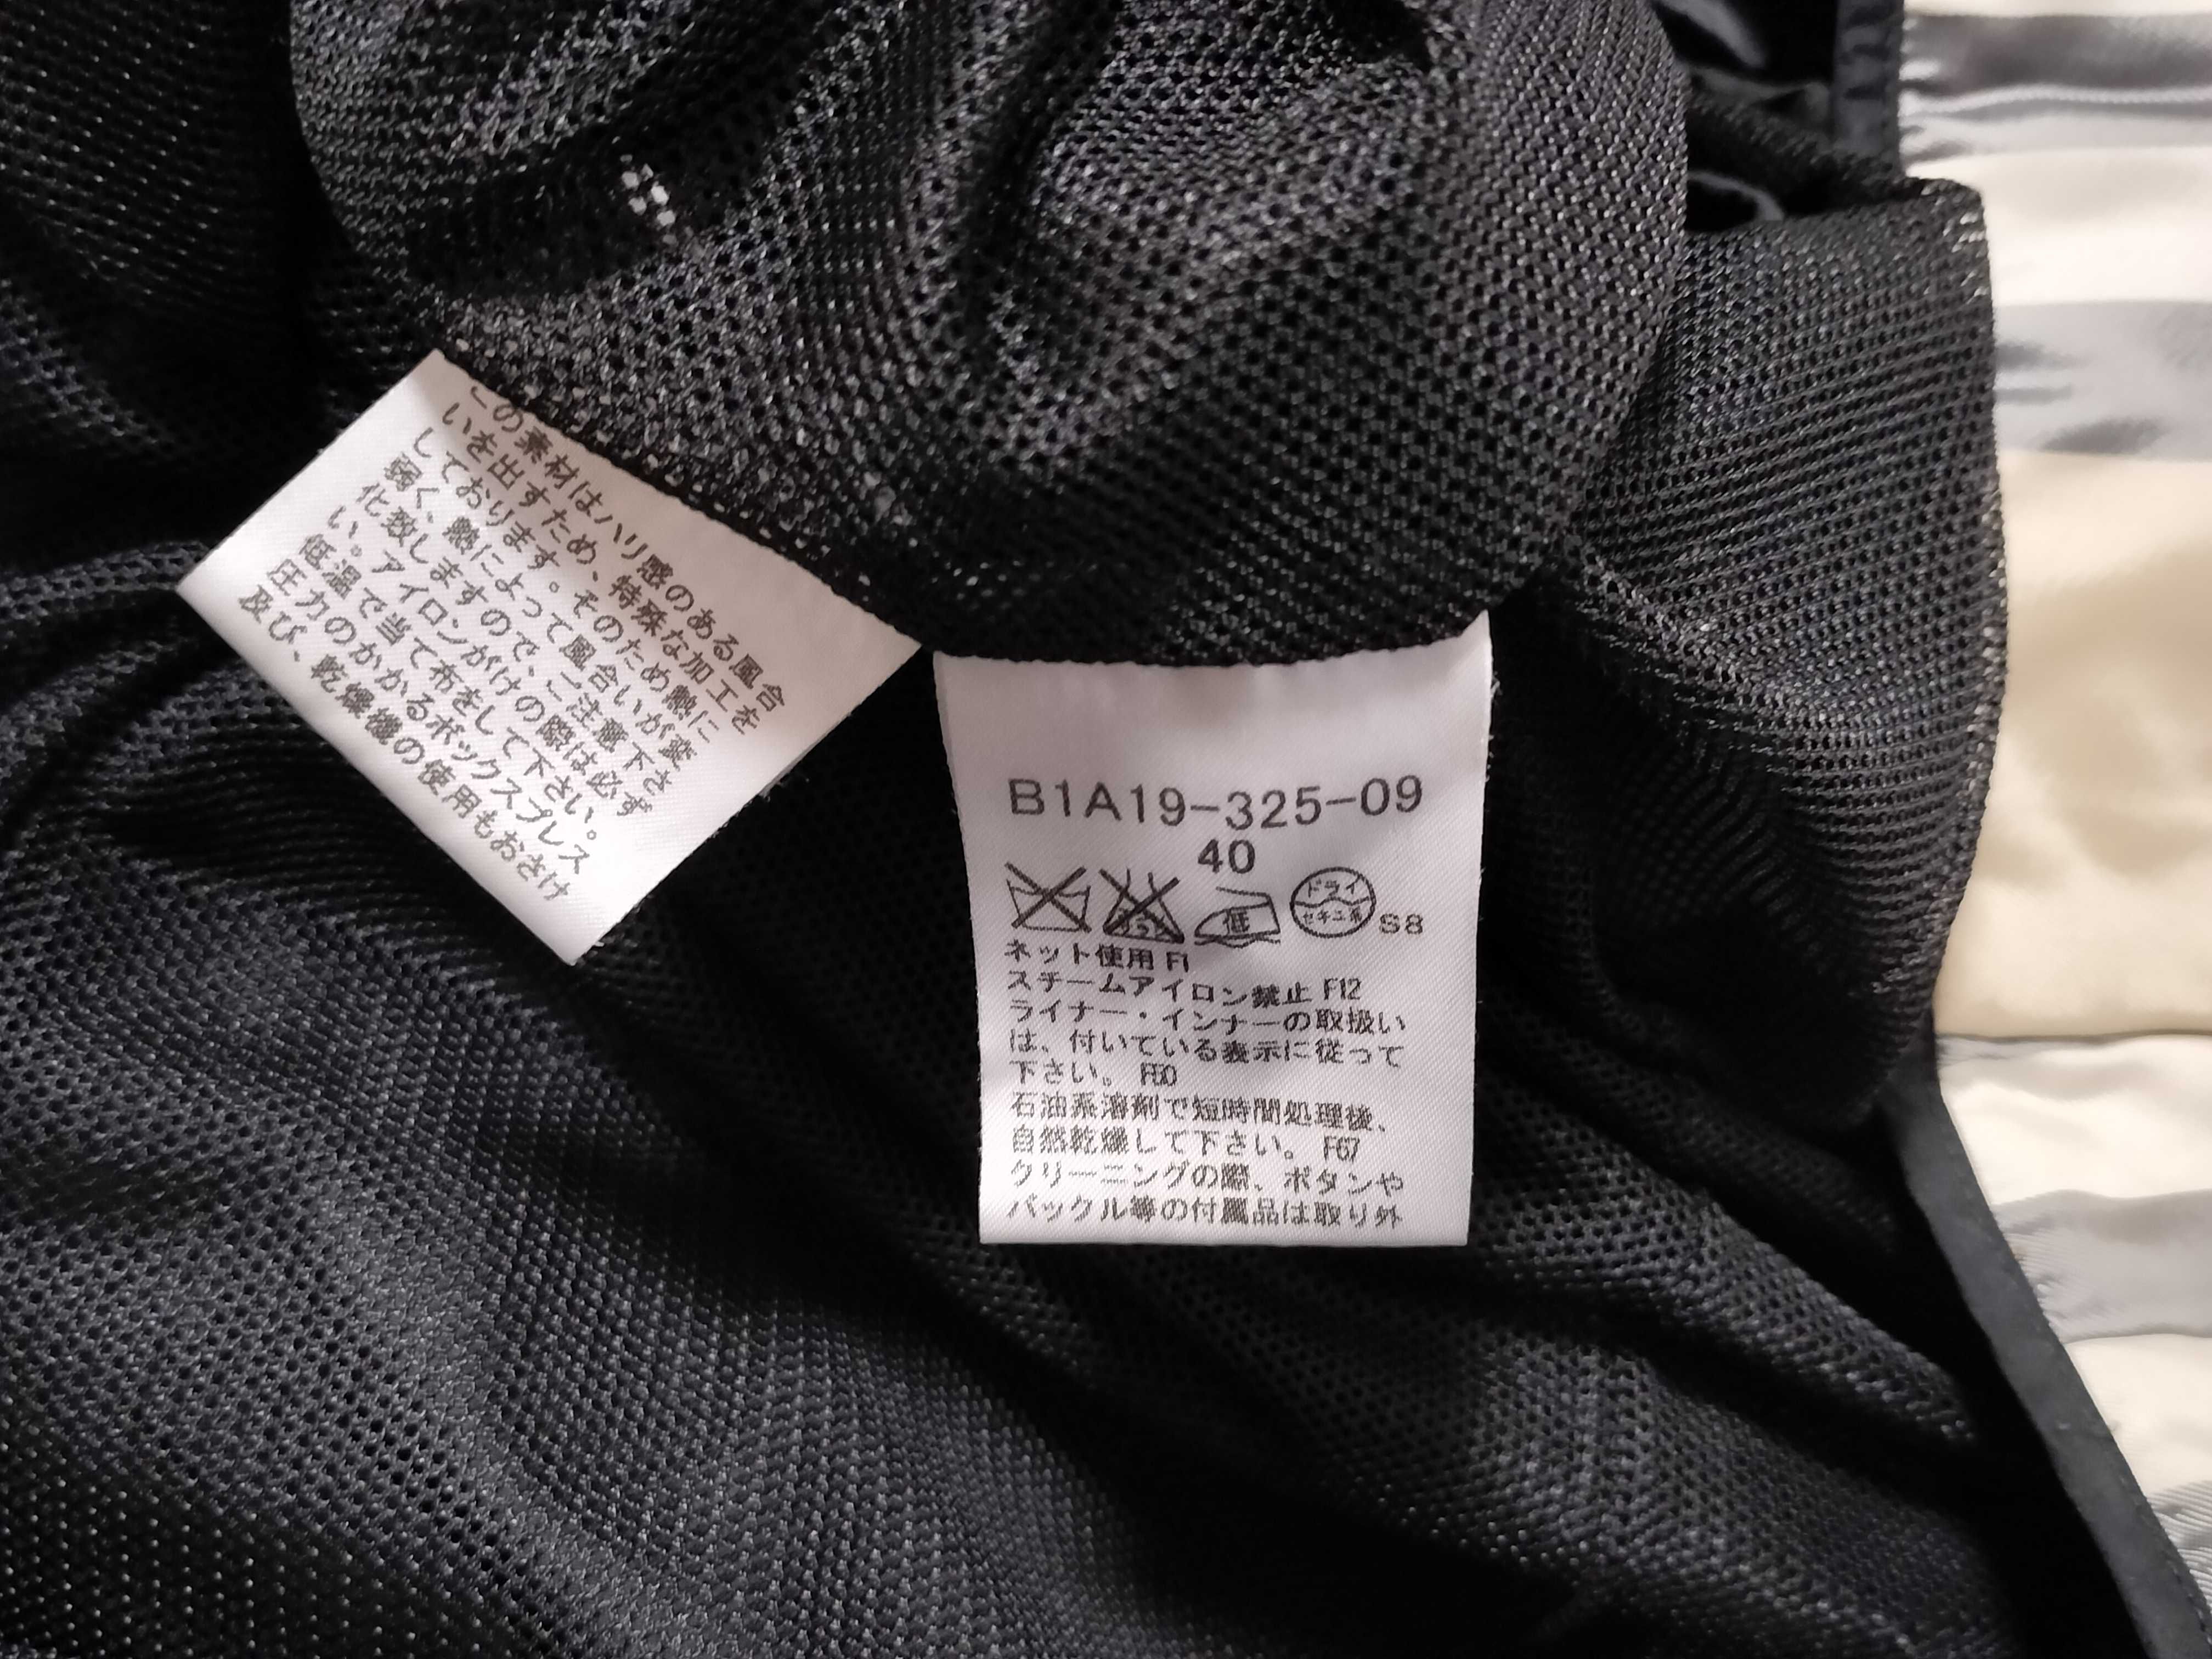 この素材はハリ感のある風合
いを出すため、特殊な加工を
しております。そのため熱に
弱く、熱によって風合いが変
化致しますので、ご注意下さ
い。アイロンがけの際は必ず
低温で当て布をして下さい。
圧力のかかるボックスプレス
及び、乾燥機の使用もおさけ
B1A19-325-09
40
低
ドライ
セキユ系
S8
ネット使用 F1
スチームアイロン禁止 F12
ライナー・インナーの取扱い
は、付いている表示に従って
下さい。 F60
石油系溶剤で短時間処理後、
自然乾燥して下さい。 F67
クリーニングの際、ボタンや
バックル等の付属品は取り外